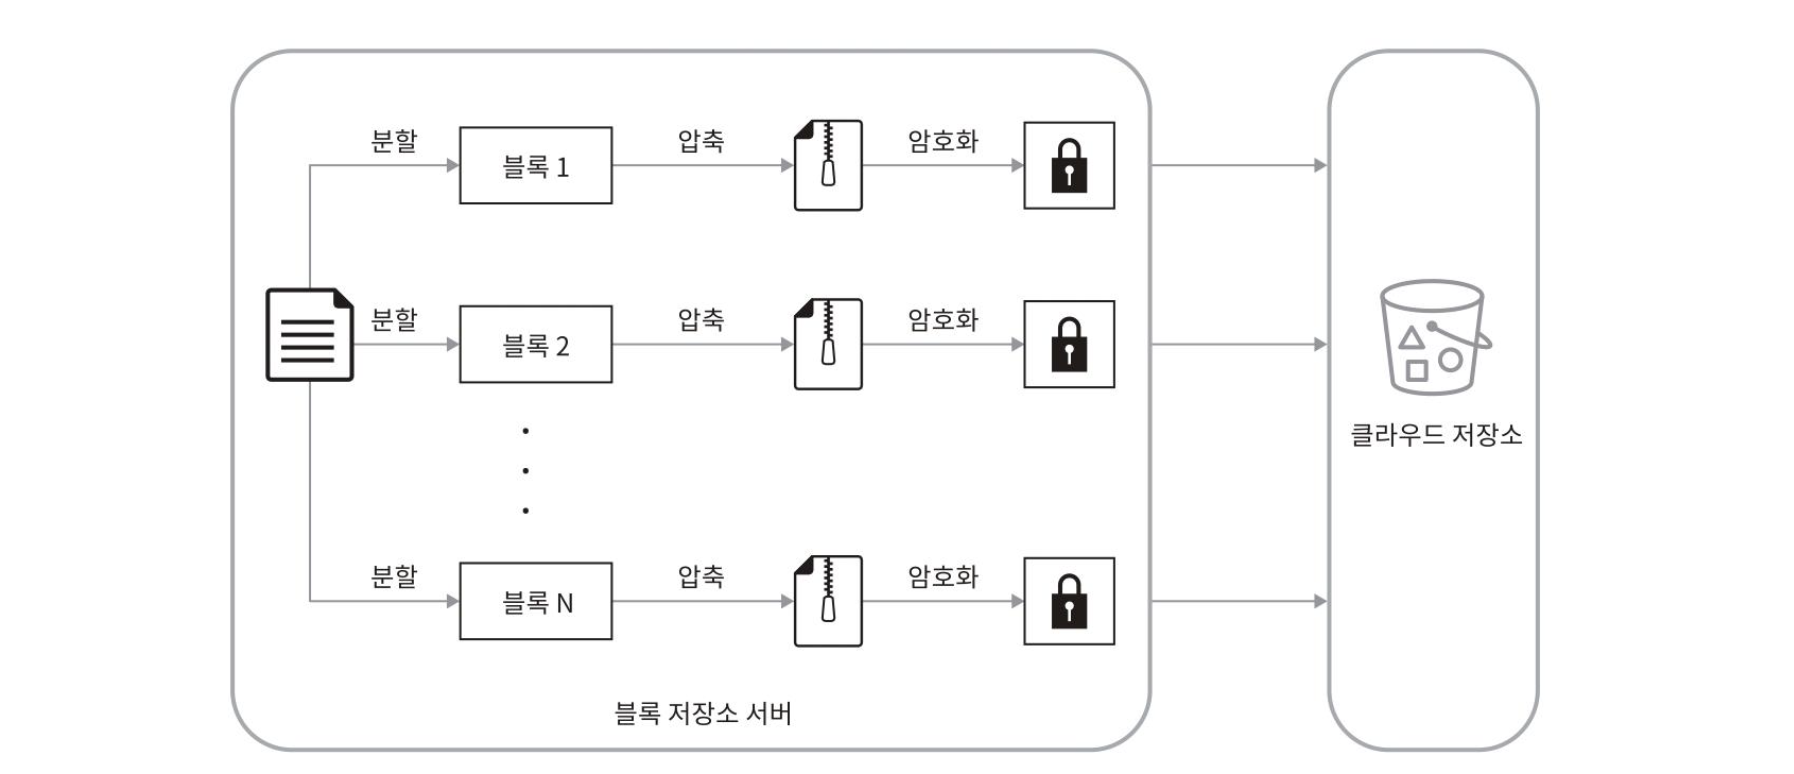 분할
블록 1
압축
암호화
분할
블록 2
압축
암호화
분할
블록 N
압축
암호화
블록 저장소 서버
클라우드 저장소